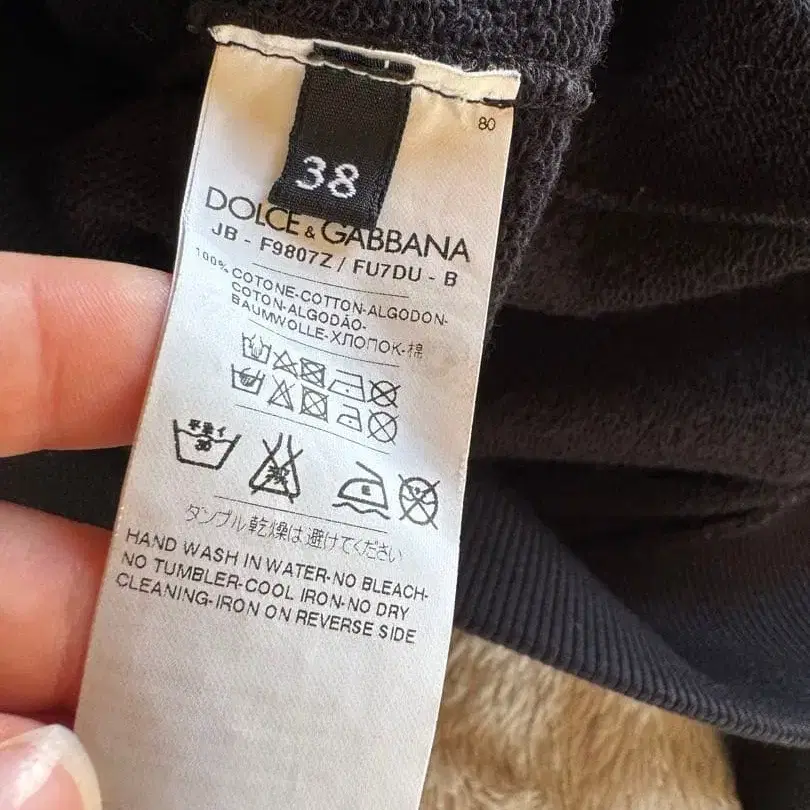 80
38
DOLCE & GABBANA
JB - F9807Z / FU7DU - B
100% COTONE-COTTON-ALGODON-
COTON-ALGODÃO-
BAUMWOLLE-ХЛОПОК-棉
タンブル乾燥は避けてください
HAND WASH IN WATER-NO BLEACH-
NO TUMBLER-COOL IRON-NO DRY
CLEANING-IRON ON REVERSE SIDE